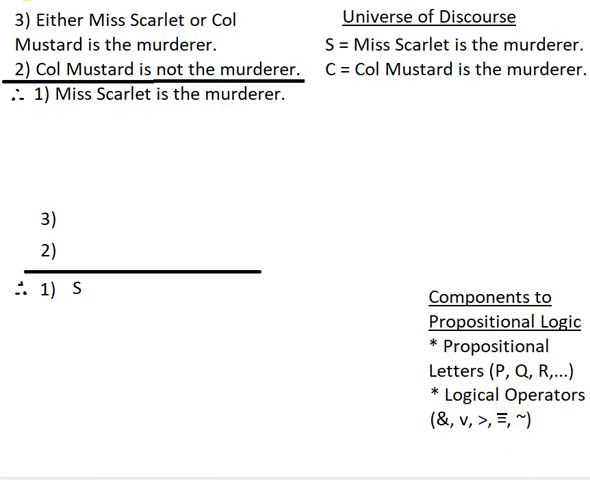 3) Either Miss Scarlet or Col
Mustard is the murderer.
2) Col Mustard is not the murderer.
∴ 1) Miss Scarlet is the murderer.
Universe of Discourse
S = Miss Scarlet is the murderer.
C = Col Mustard is the murderer.
3)
2)
∴ 1) S
Components to
Propositional Logic
* Propositional
Letters (P, Q, R,...)
* Logical Operators
(&, v, >, ≡, ~)